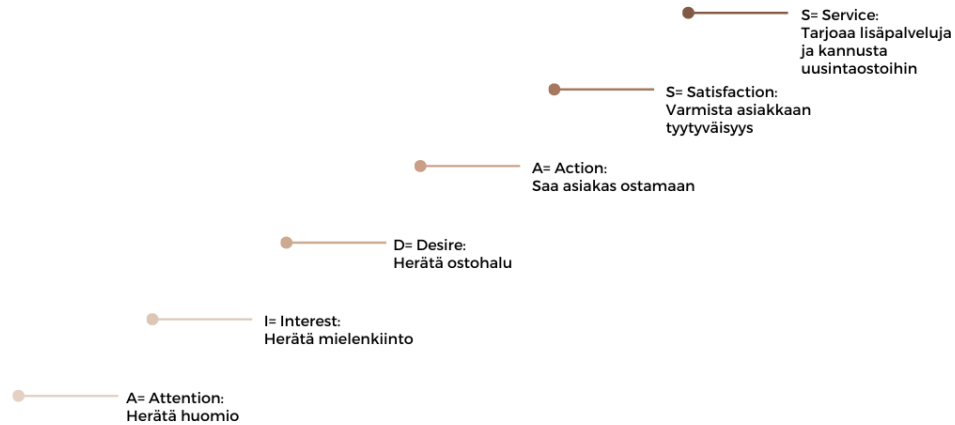 S= Service:
Tarjoaa lisäpalveluja
ja kannusta
uusintaostoihin
S= Satisfaction:
Varmista asiakkaan
tyytyväisyys
A= Action:
Saa asiakas ostamaan
D= Desire:
Herätä ostohalu
I= Interest:
Herätä mielenkiinto
A= Attention:
Herätä huomio